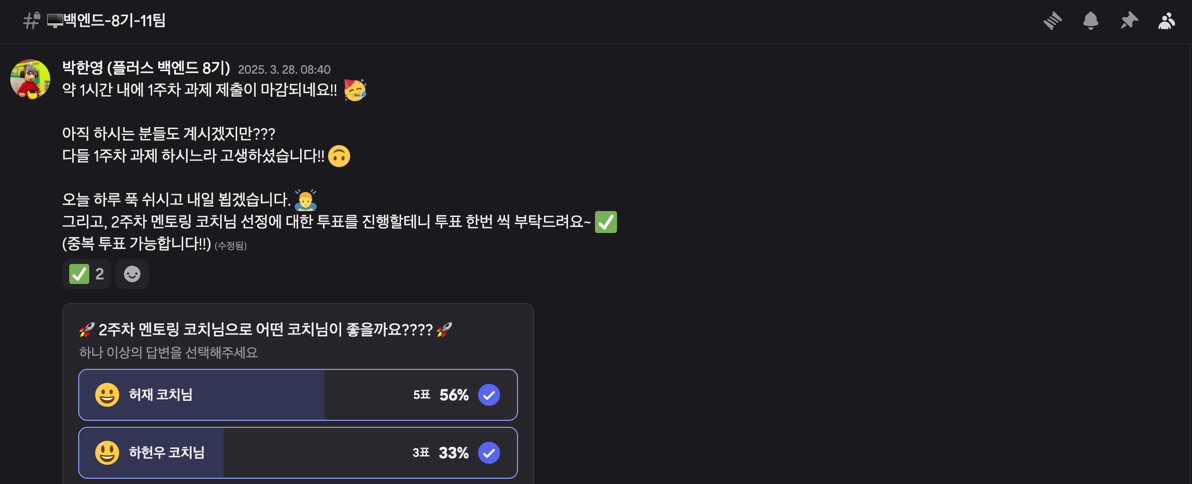 백엔드-8기-11팀
박한영 (플러스 백엔드 8기) 2025. 3. 28. 08:40
약 1시간 내에 1주차 과제 제출이 마감되네요!! 🥳
아직 하시는 분들도 계시겠지만???
다들 1주차 과제 하시느라 고생하셨습니다!! 🙃
오늘 하루 푹 쉬시고 내일 뵙겠습니다. 🙇‍♂️
그리고, 2주차 멘토링 코치님 선정에 대한 투표를 진행할테니 투표 한번 씩 부탁드려요~ ✅
(중복 투표 가능합니다!!) (수정됨)
✅ 2
🚀 2주차 멘토링 코치님으로 어떤 코치님이 좋을까요???? 🚀
하나 이상의 답변을 선택해주세요
😀 허재 코치님 5표 56%
😃 하헌우 코치님 3표 33%